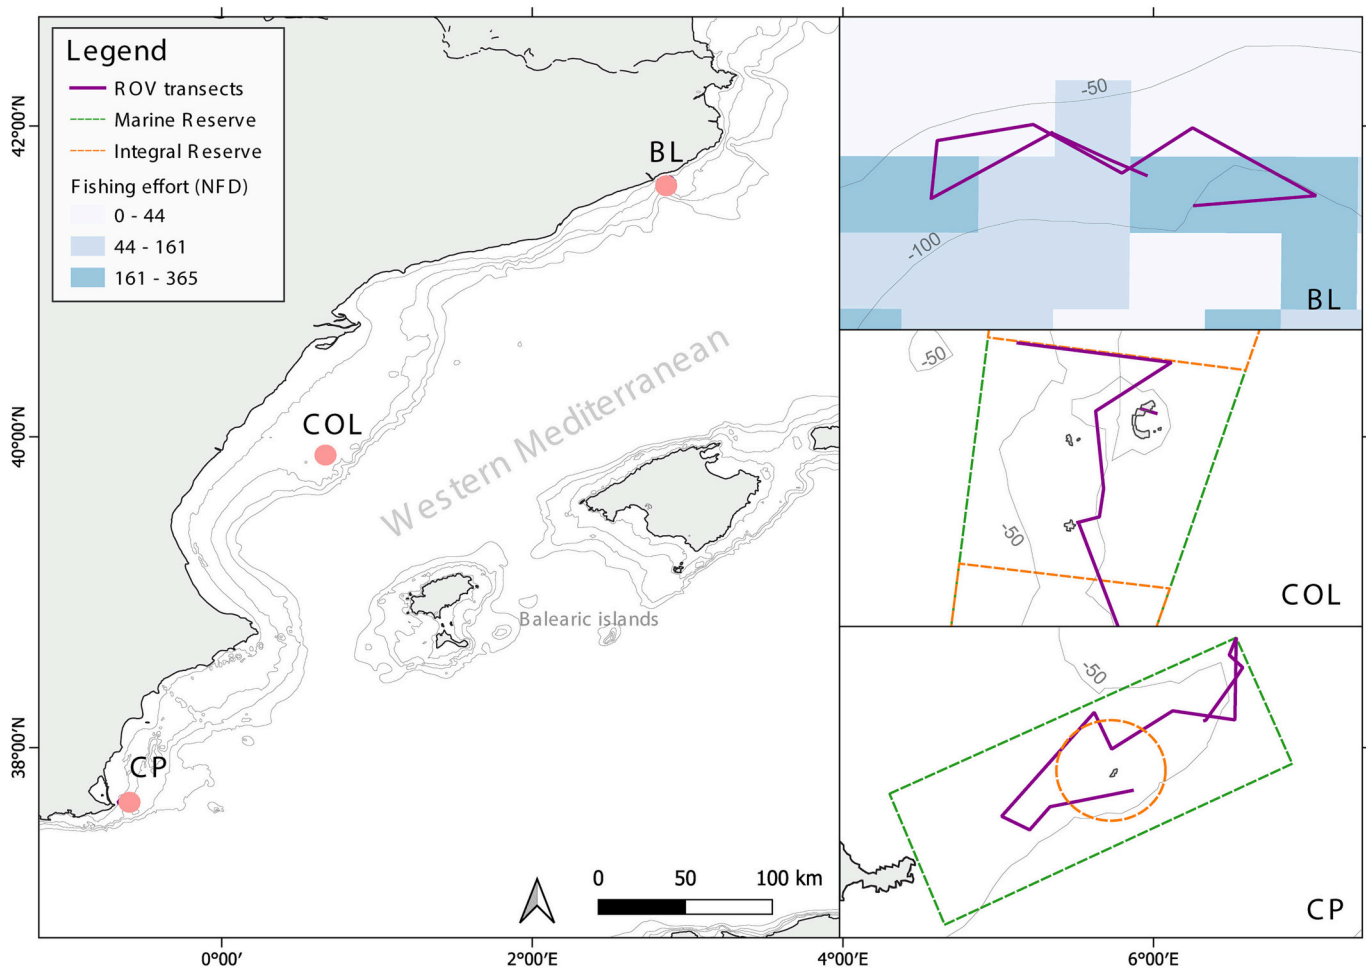 Legend
ROV transects
Marine Reserve
Integral Reserve
Fishing effort (NFD)
0 - 44
44 - 161
161 - 365
42°00'N
40°00'N
38°00'N
BL
COL
CP
Western Mediterranean
Balearic islands
0 50 100 km
0°00' 2°00'E 4°00'E 6°00'E
-50
-100
BL
-50
-50
COL
-50
CP